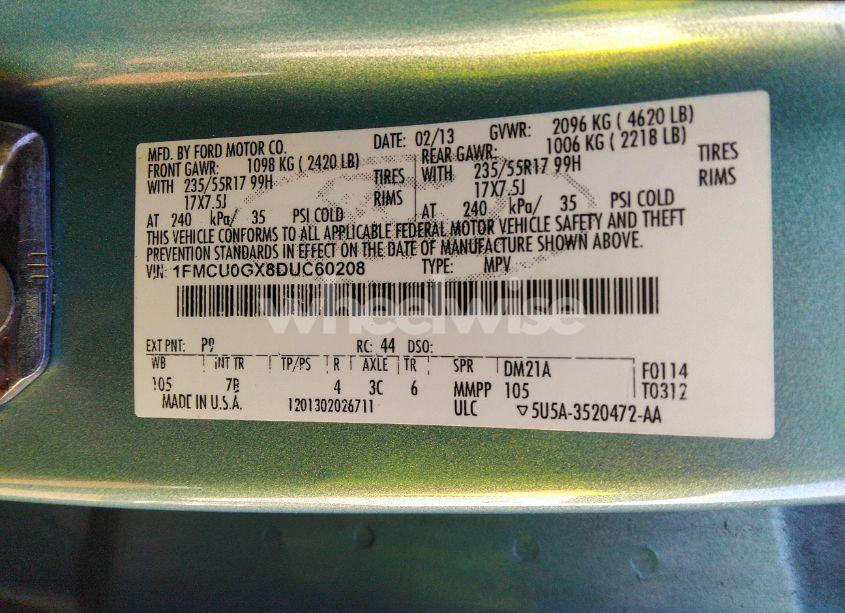 MFD. BY FORD MOTOR CO. DATE: 02/13 GVWR: 2096 KG ( 4620 LB)
FRONT GAWR: 1098 KG ( 2420 LB) REAR GAWR: 1006 KG ( 2218 LB)
WITH 235/55R17 99H TIRES WITH 235/55R17 99H TIRES
17X7.5J RIMS 17X7.5J RIMS
AT 240 kPa/ 35 PSI COLD AT 240 kPa/ 35 PSI COLD
THIS VEHICLE CONFORMS TO ALL APPLICABLE FEDERAL MOTOR VEHICLE SAFETY AND THEFT
PREVENTION STANDARDS IN EFFECT ON THE DATE OF MANUFACTURE SHOWN ABOVE.
VIN: 1FMCU0GX8DUC60208 TYPE: MPV
wheelwise
EXT PNT: P9 RC: 44 DSO:
WB INT TR TP/PS R AXLE TR SPR DM21A F0114
105 7B 4 3C 6 MMPP 105 T0312
MADE IN U.S.A. 1201302026711 ULC ▽5U5A-3520472-AA